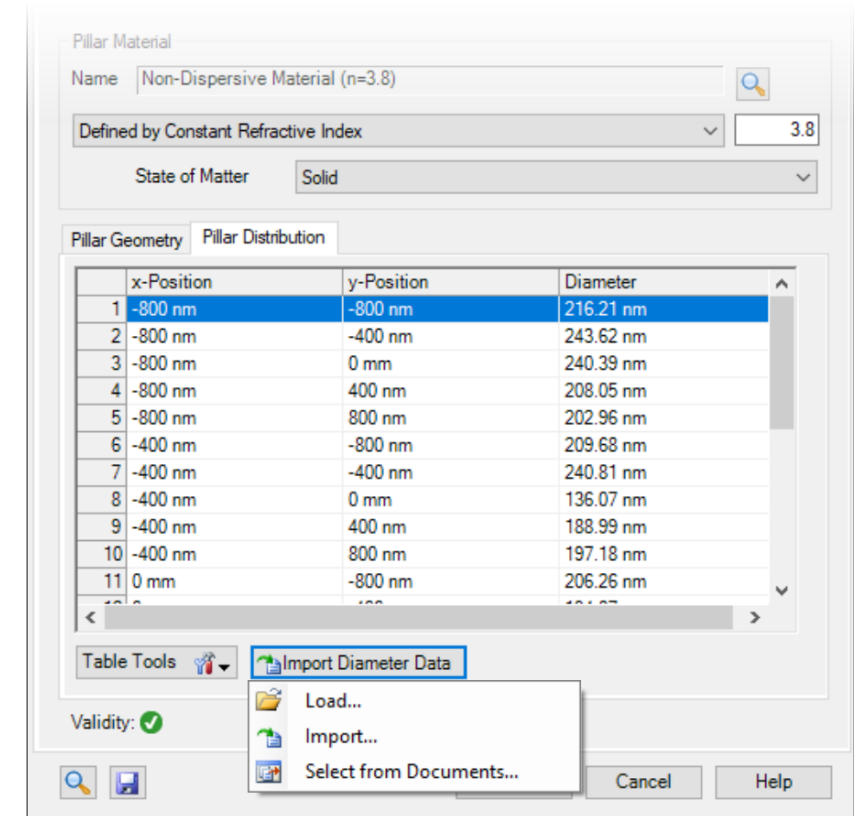 Pillar Material
Name Non-Dispersive Material (n=3.8)
Defined by Constant Refractive Index 3.8
State of Matter Solid
Pillar Geometry Pillar Distribution
x-Position y-Position Diameter
1 -800 nm -800 nm 216.21 nm
2 -800 nm -400 nm 243.62 nm
3 -800 nm 0 mm 240.39 nm
4 -800 nm 400 nm 208.05 nm
5 -800 nm 800 nm 202.96 nm
6 -400 nm -800 nm 209.68 nm
7 -400 nm -400 nm 240.81 nm
8 -400 nm 0 mm 136.07 nm
9 -400 nm 400 nm 188.99 nm
10 -400 nm 800 nm 197.18 nm
11 0 mm -800 nm 206.26 nm
Table Tools Import Diameter Data
Load...
Validity:
Import...
Select from Documents...
Cancel Help